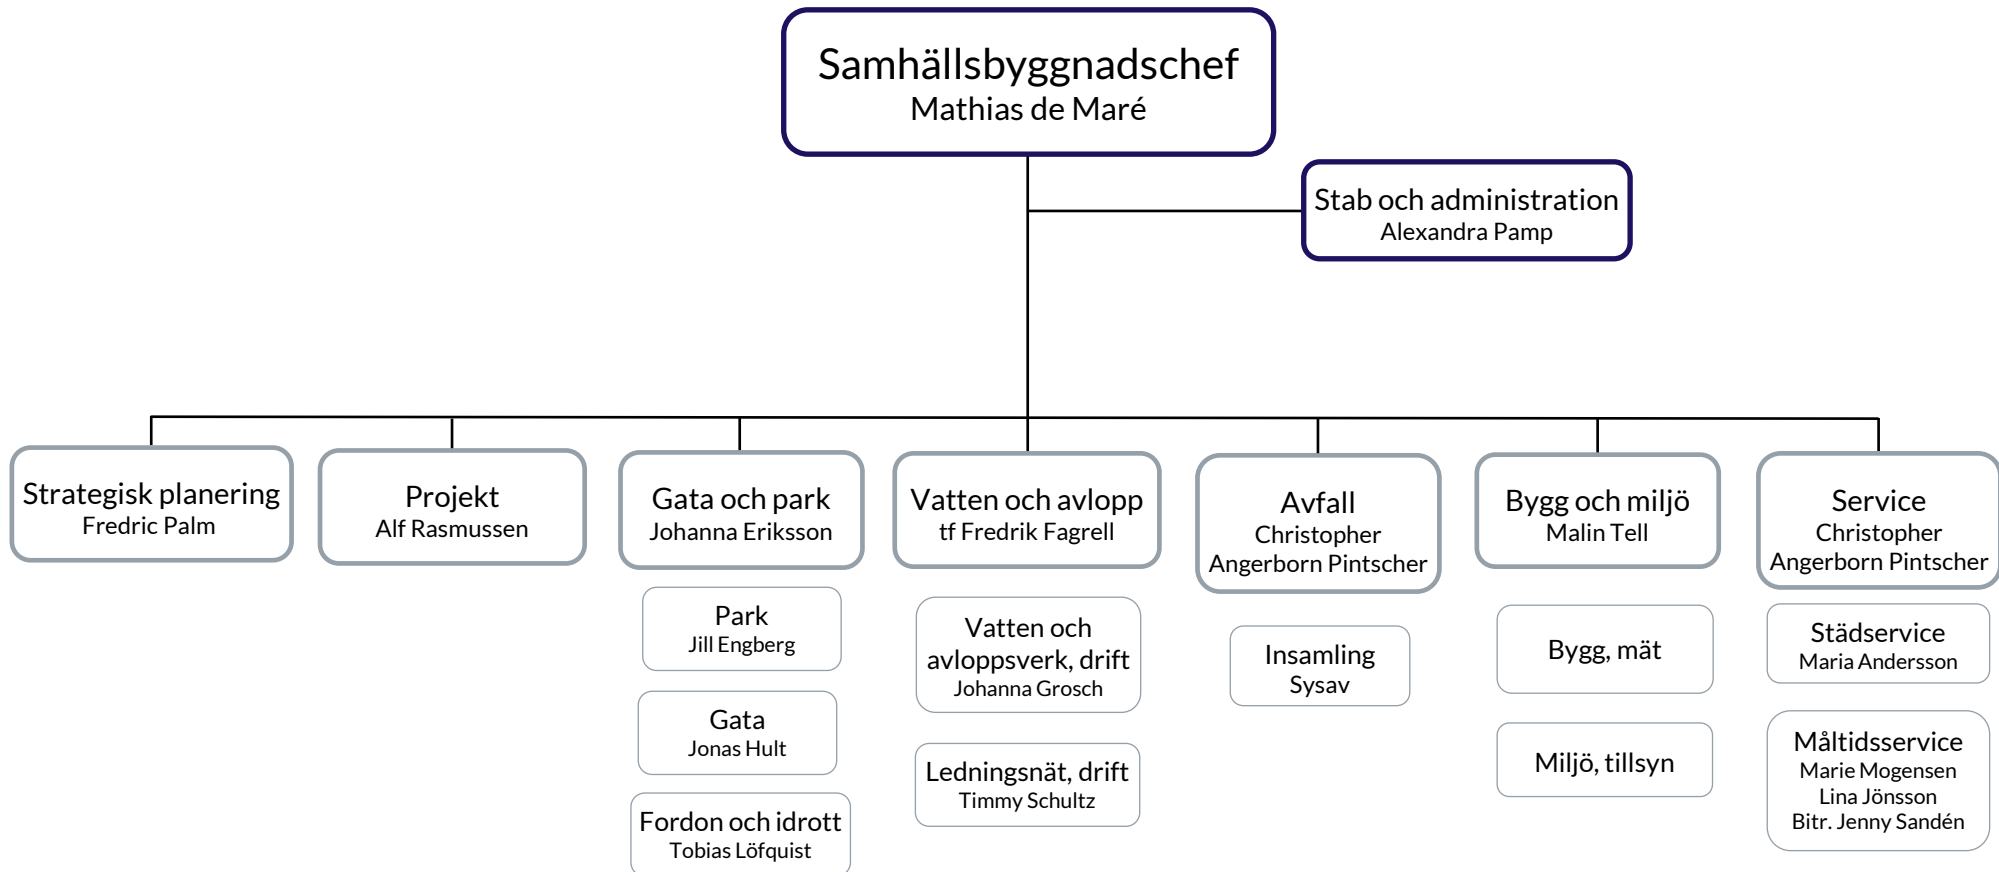 Samhällsbyggnadschef
Mathias de Maré
Stab och administration
Alexandra Pamp
Strategisk planering
Fredric Palm
Projekt
Alf Rasmussen
Gata och park
Johanna Eriksson
Park
Jill Engberg
Gata
Jonas Hult
Fordon och idrott
Tobias Löfquist
Vatten och avlopp
tf Fredrik Fagrell
Vatten och
avloppsverk, drift
Johanna Grosch
Ledningsnät, drift
Timmy Schultz
Avfall
Christopher
Angerborn Pintscher
Insamling
Sysav
Bygg och miljö
Malin Tell
Bygg, mät
Miljö, tillsyn
Service
Christopher
Angerborn Pintscher
Städservice
Maria Andersson
Måltidsservice
Marie Mogensen
Lina Jönsson
Bitr. Jenny Sandén